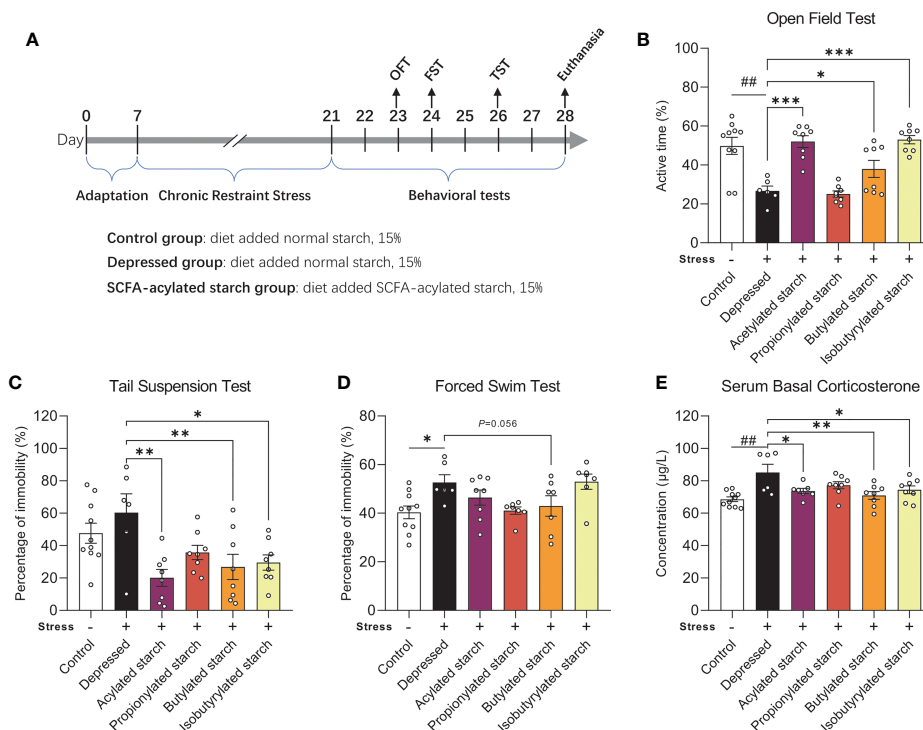 A
OFT
FST
TST
Euthanasia
0 7 21 22 23 24 25 26 27 28
Day
Adaptation Chronic Restraint Stress Behavioral tests
Control group: diet added normal starch, 15%
Depressed group: diet added normal starch, 15%
SCFA-acylated starch group: diet added SCFA-acylated starch, 15%
B
Open Field Test
Active time (%)
100
80
60
40
20
0
***
*
##
***
Stress - + + + + +
Control
Depressed
Acetylated starch
Propionylated starch
Butylated starch
Isobutyrylated starch
C
Tail Suspension Test
Percentage of immobility (%)
120
100
80
60
40
20
0
*
**
**
Stress - + + + + +
Control
Depressed
Acylated starch
Propionylated starch
Butylated starch
Isobutyrylated starch
D
Forced Swim Test
Percentage of immobility (%)
80
60
40
20
0
P=0.056
*
Stress - + + + + +
Control
Depressed
Acylated starch
Propionylated starch
Butylated starch
Isobutyrylated starch
E
Serum Basal Corticosterone
Concentration (μg/L)
120
100
80
60
40
20
0
*
**
## *
Stress - + + + + +
Control
Depressed
Acetylated starch
Propionylated starch
Butylated starch
Isobutyrylated starch